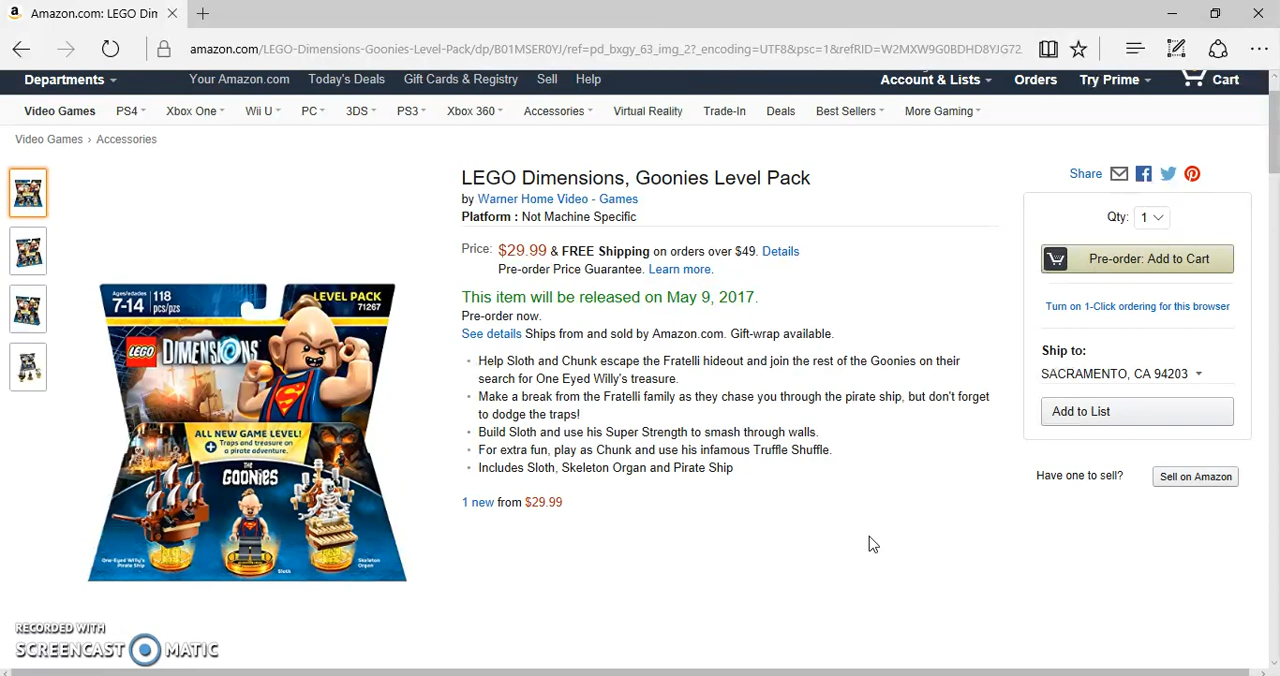 Amazon.com: LEGO Din
amazon.com/LEGO-Dimensions-Goonies-Level-Pack/dp/B01MSER0YJ/ref=pd_bxgy_63_img_2?_encoding=UTF8&psc=1&refRID=W2MXW9G0BDHD8YJG72
Departments Your Amazon.com Today's Deals Gift Cards & Registry Sell Help Account & Lists Orders Try Prime Cart
Video Games PS4 Xbox One Wii U PC 3DS PS3 Xbox 360 Accessories Virtual Reality Trade-In Deals Best Sellers More Gaming
Video Games › Accessories
LEGO Dimensions, Goonies Level Pack
by Warner Home Video - Games
Platform : Not Machine Specific
Price: $29.99 & FREE Shipping on orders over $49. Details
Pre-order Price Guarantee. Learn more.
This item will be released on May 9, 2017.
Pre-order now.
See details Ships from and sold by Amazon.com. Gift-wrap available.
• Help Sloth and Chunk escape the Fratelli hideout and join the rest of the Goonies on their
search for One Eyed Willy's treasure.
• Make a break from the Fratelli family as they chase you through the pirate ship, but don't forget
to dodge the traps!
• Build Sloth and use his Super Strength to smash through walls.
• For extra fun, play as Chunk and use his infamous Truffle Shuffle.
• Includes Sloth, Skeleton Organ and Pirate Ship
1 new from $29.99
Share
Qty: 1
Pre-order: Add to Cart
Turn on 1-Click ordering for this browser
Ship to:
SACRAMENTO, CA 94203
Add to List
Have one to sell? Sell on Amazon
Ages/edades
7-14
118
pcs/pzs
LEVEL PACK
71267
LEGO DIMENSIONS
ALL NEW GAME LEVEL!
+ Traps and treasure on
a pirate adventure.
THE
GOONIES
One-Eyed Willy's
Pirate Ship
Sloth
Skeleton
Organ
RECORDED WITH
SCREENCAST MATIC